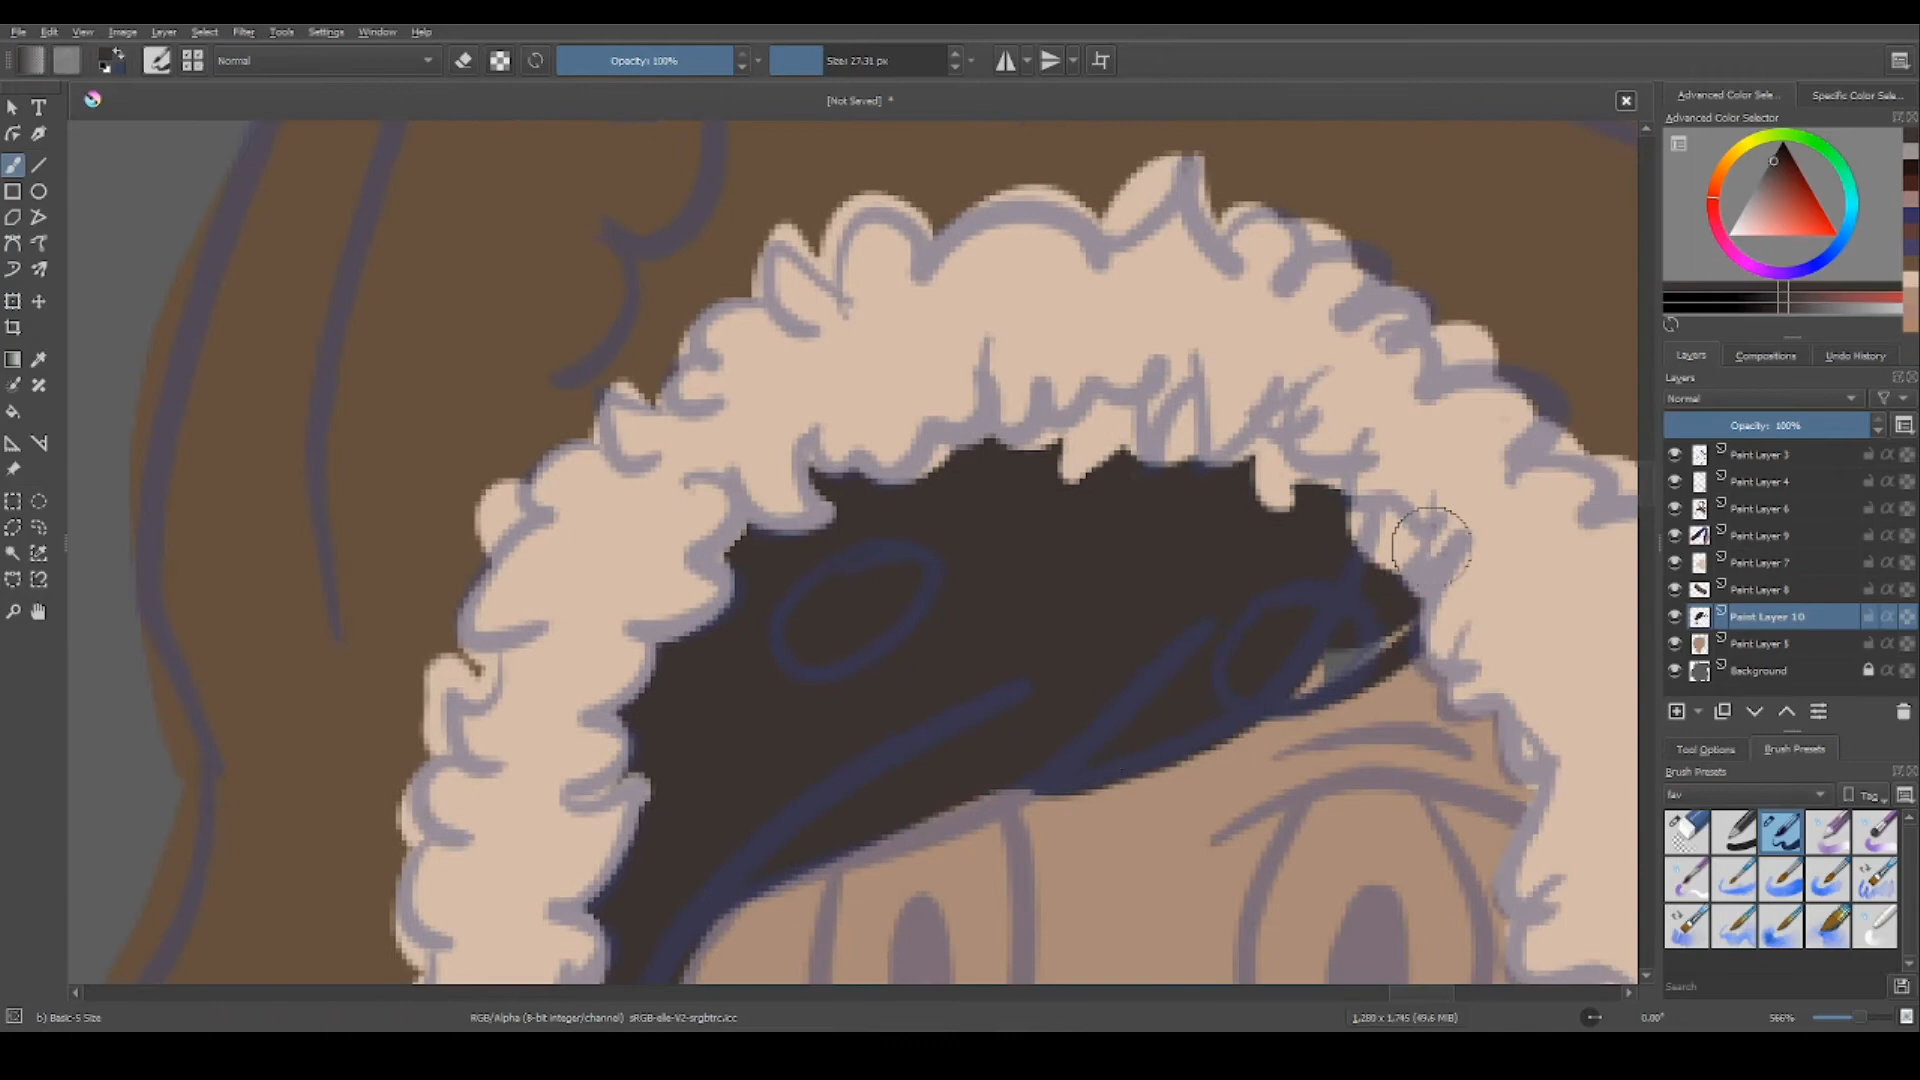 File Edit View Image Layer Select Filter Tools Settings Window Help
Normal Opacity: 100% Size: 27.31 px
[Not Saved] *
Advanced Color Sele... Specific Color Sele...
Advanced Color Selector
Layers Compositions Undo History
Layers
Normal
Opacity: 100%
Paint Layer 3
Paint Layer 4
Paint Layer 6
Paint Layer 9
Paint Layer 7
Paint Layer 8
Paint Layer 10
Paint Layer 5
Background
Tool Options Brush Presets
Brush Presets
fav Tag
Search
b) Basic-5 Size RGB/Alpha (8-bit integer/channel) sRGB-elle-V2-srgbtrc.icc 1,280 x 1,745 (49.6 MiB) 0.00° 566%